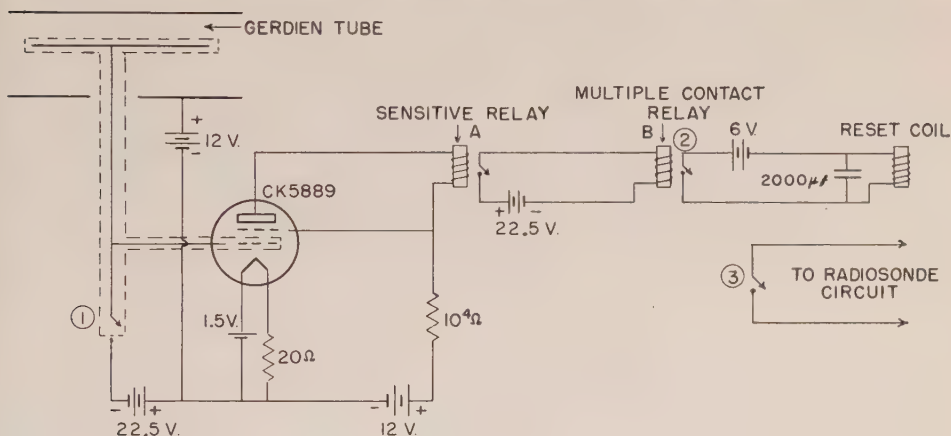 GERDIEN TUBE
+
12 V.
-
SENSITIVE RELAY
A
MULTIPLE CONTACT
RELAY
B
②
6 V.
RESET COIL
2000μf
CK5889
+ -
22.5 V.
③
TO RADIOSONDE
CIRCUIT
①
1.5V.
20Ω
10⁴Ω
- +
22.5 V.
- +
12 V.